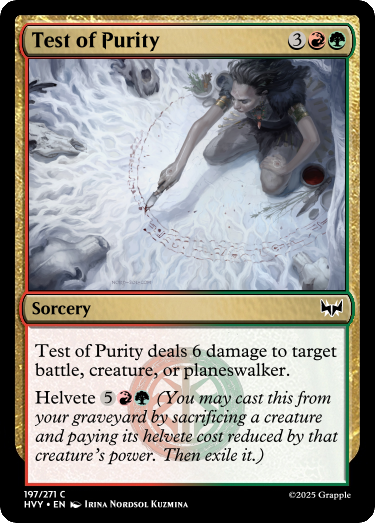 Test of Purity 3
Sorcery
Test of Purity deals 6 damage to target
battle, creature, or planeswalker.
Helvete 5 (You may cast this from
your graveyard by sacrificing a creature
and paying its helvete cost reduced by that
creature's power. Then exile it.)
197/271 C
HVY • EN Irina Nordsol Kuzmina
©2025 Grapple